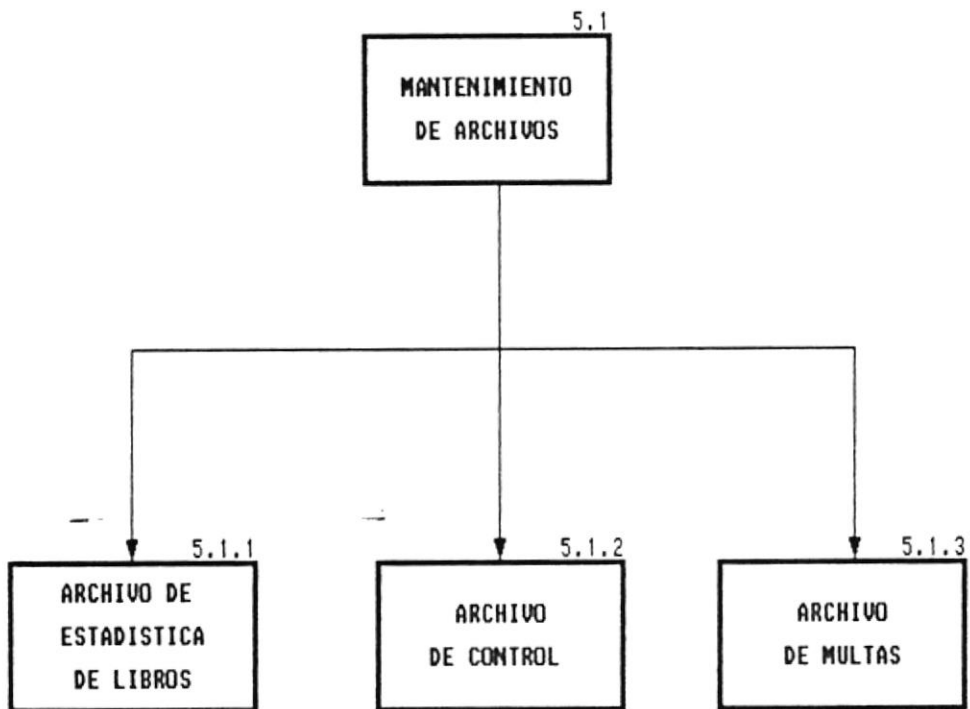 5.1
MANTENIMIENTO
DE ARCHIVOS
5.1.1
ARCHIVO DE
ESTADISTICA
DE LIBROS
5.1.2
ARCHIVO
DE CONTROL
5.1.3
ARCHIVO
DE MULTAS